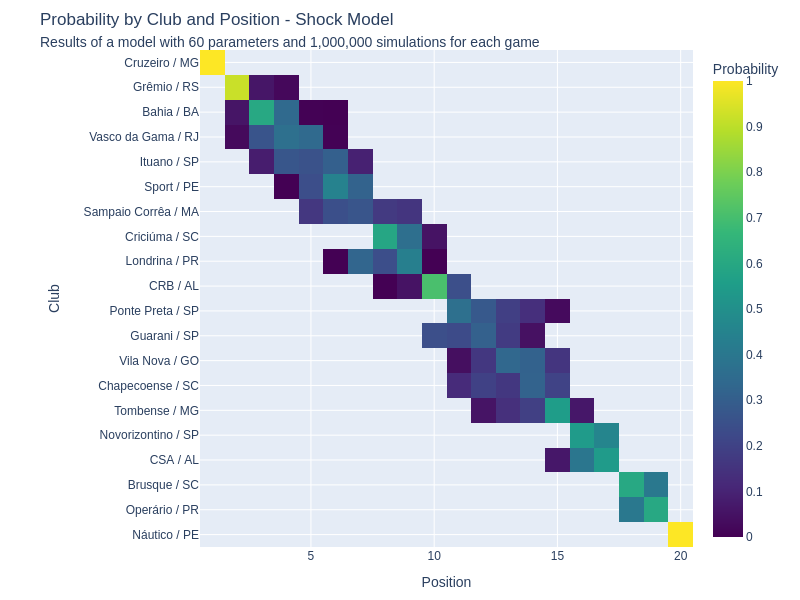 Probability by Club and Position - Shock Model
Results of a model with 60 parameters and 1,000,000 simulations for each game
Probability
Cruzeiro / MG
Grêmio / RS
Bahia / BA
Vasco da Gama / RJ
Ituano / SP
Sport / PE
Sampaio Corrêa / MA
Criciúma / SC
Londrina / PR
CRB / AL
Ponte Preta / SP
Guarani / SP
Vila Nova / GO
Chapecoense / SC
Tombense / MG
Novorizontino / SP
CSA / AL
Brusque / SC
Operário / PR
Náutico / PE
Club
5
10
15
20
Position
1
0.9
0.8
0.7
0.6
0.5
0.4
0.3
0.2
0.1
0